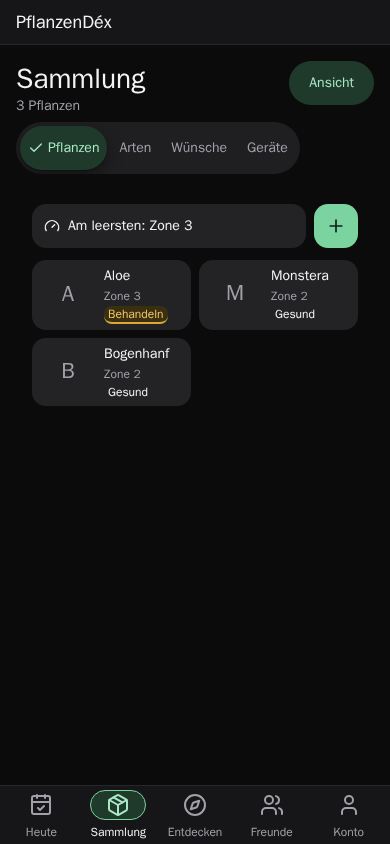 PflanzenDéx
Sammlung
3 Pflanzen
Ansicht
Pflanzen
Arten
Wünsche
Geräte
Am leersten: Zone 3
A
Aloe
Zone 3
Behandeln
M
Monstera
Zone 2
Gesund
B
Bogenhanf
Zone 2
Gesund
Heute
Sammlung
Entdecken
Freunde
Konto